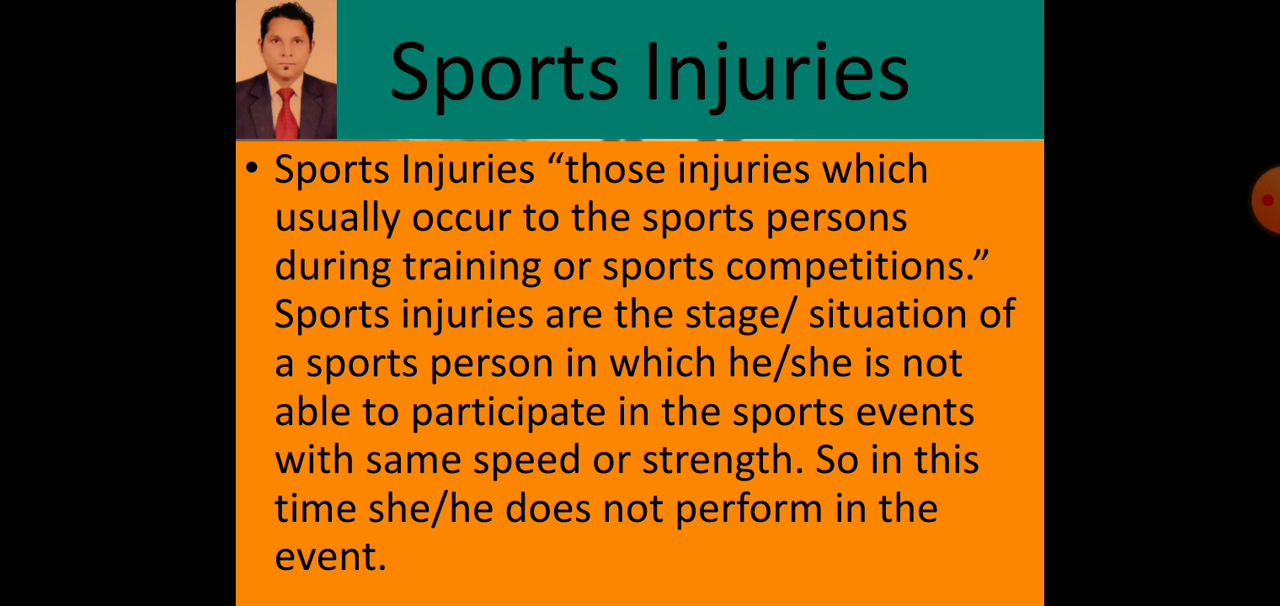 Sports Injuries
• Sports Injuries “those injuries which
usually occur to the sports persons
during training or sports competitions.”
Sports injuries are the stage/ situation of
a sports person in which he/she is not
able to participate in the sports events
with same speed or strength. So in this
time she/he does not perform in the
event.